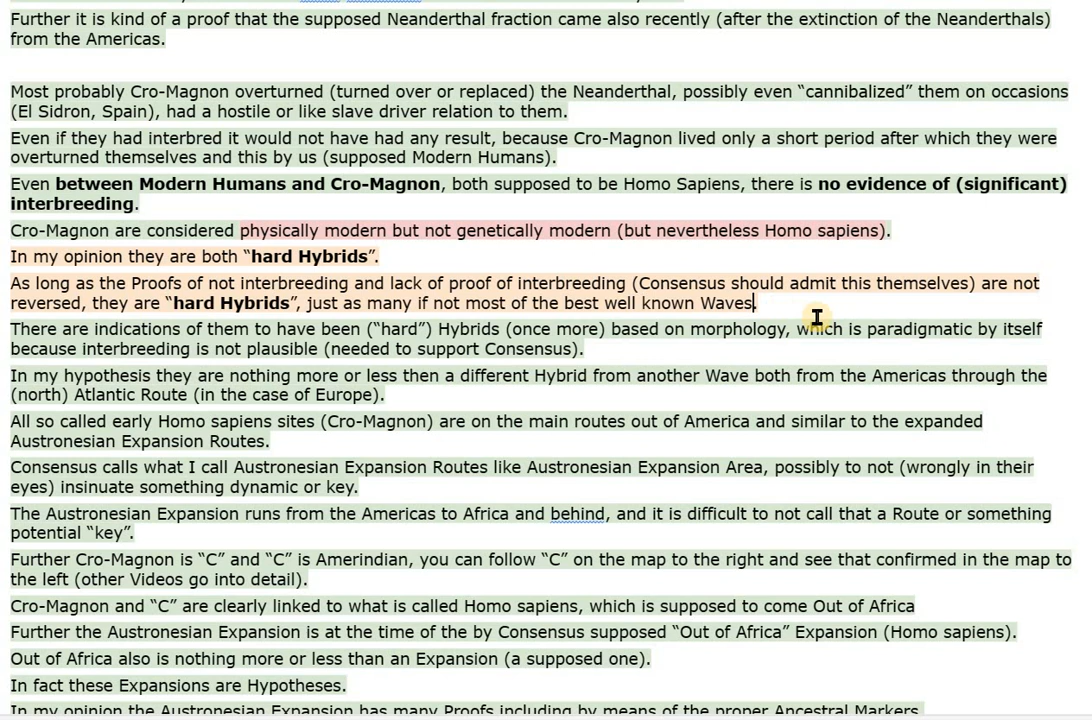 Further it is kind of a proof that the supposed Neanderthal fraction came also recently (after the extinction of the Neanderthals)
from the Americas.
Most probably Cro-Magnon overturned (turned over or replaced) the Neanderthal, possibly even “cannibalized” them on occasions
(El Sidron, Spain), had a hostile or like slave driver relation to them.
Even if they had interbred it would not have had any result, because Cro-Magnon lived only a short period after which they were
overturned themselves and this by us (supposed Modern Humans).
Even between Modern Humans and Cro-Magnon, both supposed to be Homo Sapiens, there is no evidence of (significant)
interbreeding.
Cro-Magnon are considered physically modern but not genetically modern (but nevertheless Homo sapiens).
In my opinion they are both “hard Hybrids”.
As long as the Proofs of not interbreeding and lack of proof of interbreeding (Consensus should admit this themselves) are not
reversed, they are “hard Hybrids”, just as many if not most of the best well known Waves
There are indications of them to have been (“hard”) Hybrids (once more) based on morphology, which is paradigmatic by itself
because interbreeding is not plausible (needed to support Consensus).
In my hypothesis they are nothing more or less then a different Hybrid from another Wave both from the Americas through the
(north) Atlantic Route (in the case of Europe).
All so called early Homo sapiens sites (Cro-Magnon) are on the main routes out of America and similar to the expanded
Austronesian Expansion Routes.
Consensus calls what I call Austronesian Expansion Routes like Austronesian Expansion Area, possibly to not (wrongly in their
eyes) insinuate something dynamic or key.
The Austronesian Expansion runs from the Americas to Africa and behind, and it is difficult to not call that a Route or something
potential “key”.
Further Cro-Magnon is “C” and “C” is Amerindian, you can follow “C” on the map to the right and see that confirmed in the map to
the left (other Videos go into detail).
Cro-Magnon and “C” are clearly linked to what is called Homo sapiens, which is supposed to come Out of Africa
Further the Austronesian Expansion is at the time of the by Consensus supposed “Out of Africa” Expansion (Homo sapiens).
Out of Africa also is nothing more or less than an Expansion (a supposed one).
In fact these Expansions are Hypotheses.
In my opinion the Austronesian Expansion has many Proofs including by means of the proper Ancestral Markers.